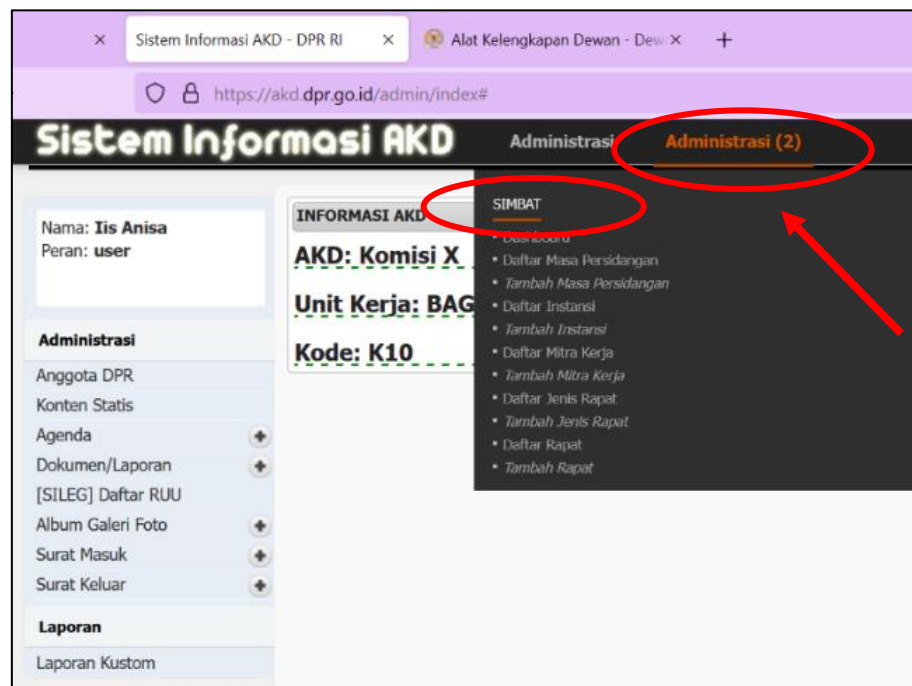 Sistem Informasi AKD - DPR RI
Alat Kelengkapan Dewan - Dew
https://akd.dpr.go.id/admin/index#
Sistem Informasi AKD
Administrasi
Administrasi (2)
Nama: Iis Anisa
Peran: user
Administrasi
Anggota DPR
Konten Statis
Agenda
Dokumen/Laporan
[SILEG] Daftar RUU
Album Galeri Foto
Surat Masuk
Surat Keluar
Laporan
Laporan Kustom
INFORMASI AKD
AKD: Komisi X
Unit Kerja: BAG
Kode: K10
SIMBAT
• Dashboard
• Daftar Masa Persidangan
• Tambah Masa Persidangan
• Daftar Instansi
• Tambah Instansi
• Daftar Mitra Kerja
• Tambah Mitra Kerja
• Daftar Jenis Rapat
• Tambah Jenis Rapat
• Daftar Rapat
• Tambah Rapat